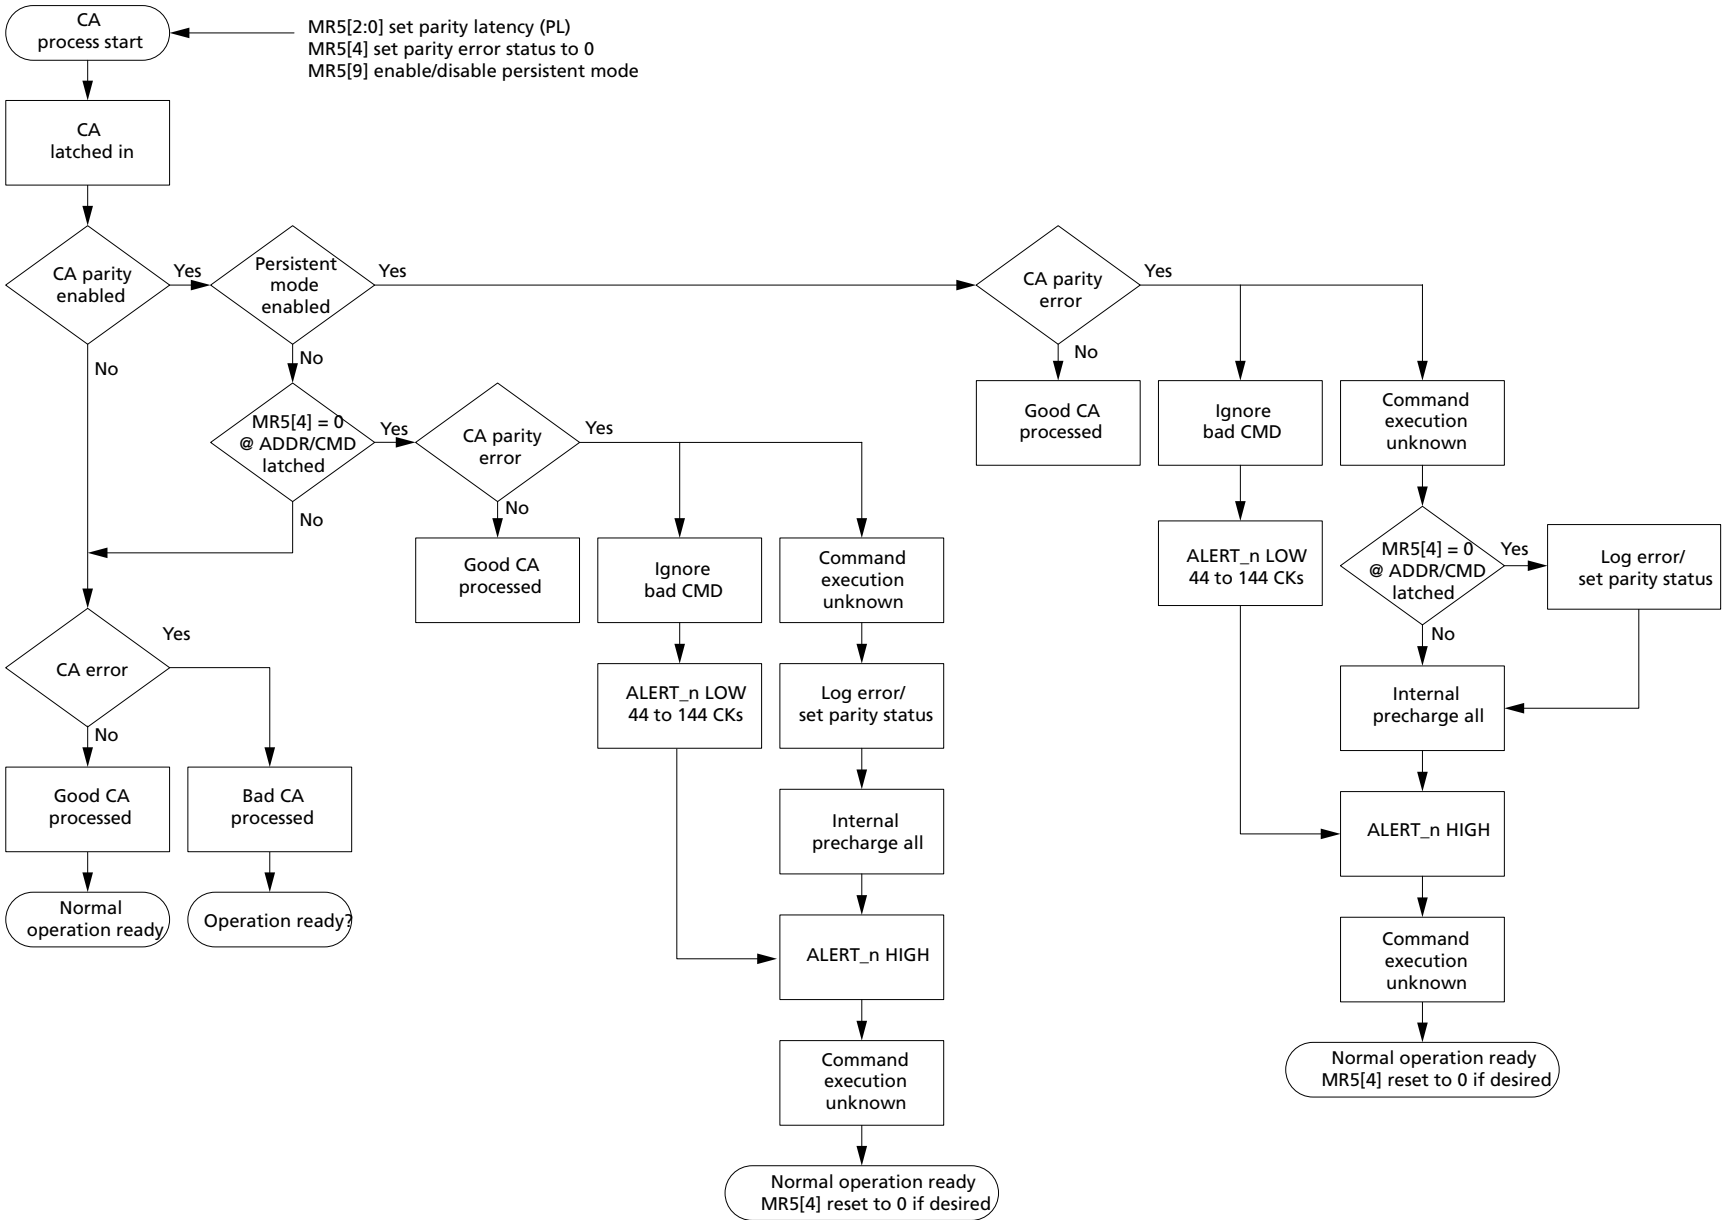 CA
process start
MR5[2:0] set parity latency (PL)
MR5[4] set parity error status to 0
MR5[9] enable/disable persistent mode
CA
latched in
CA parity
enabled
Yes
No
Persistent
mode
enabled
Yes
No
CA parity
error
Yes
No
Good CA
processed
Ignore
bad CMD
Command
execution
unknown
MR5[4] = 0
@ ADDR/CMD
latched
Yes
No
CA parity
error
Yes
No
Good CA
processed
Ignore
bad CMD
Command
execution
unknown
ALERT_n LOW
44 to 144 CKs
MR5[4] = 0
@ ADDR/CMD
latched
Yes
No
Log error/
set parity status
CA error
Yes
No
ALERT_n LOW
44 to 144 CKs
Log error/
set parity status
Internal
precharge all
Good CA
processed
Bad CA
processed
Internal
precharge all
ALERT_n HIGH
Normal
operation ready
Operation ready?
ALERT_n HIGH
Command
execution
unknown
Command
execution
unknown
Normal operation ready
MR5[4] reset to 0 if desired
Normal operation ready
MR5[4] reset to 0 if desired